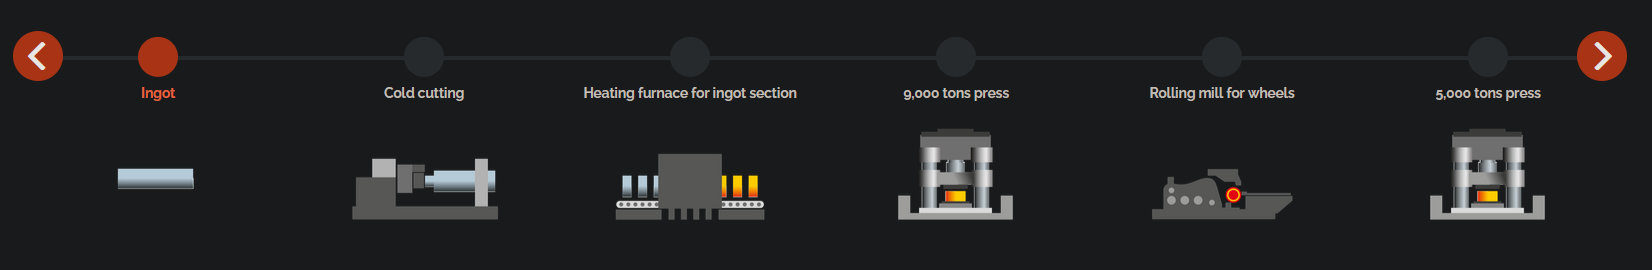 Ingot
Cold cutting
Heating furnace for ingot section
9,000 tons press
Rolling mill for wheels
5,000 tons press